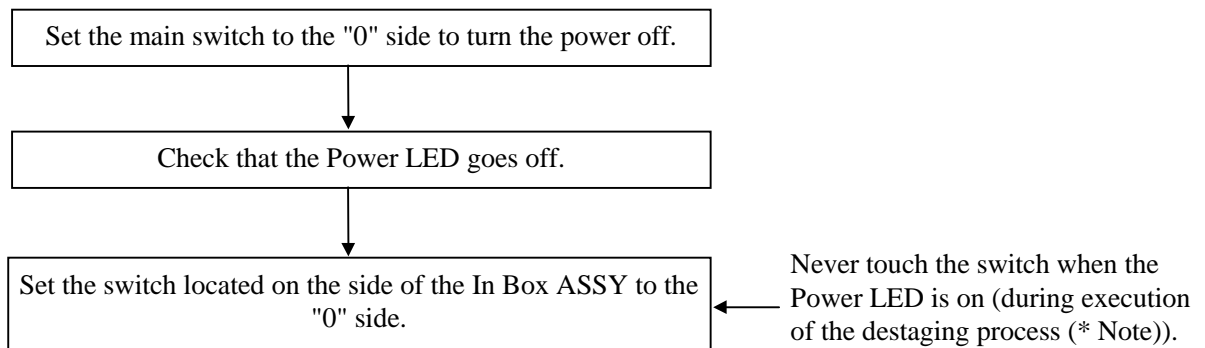 Set the main switch to the "0" side to turn the power off.
Check that the Power LED goes off.
Set the switch located on the side of the In Box ASSY to the
"0" side.
Never touch the switch when the
Power LED is on (during execution
of the destaging process (* Note)).